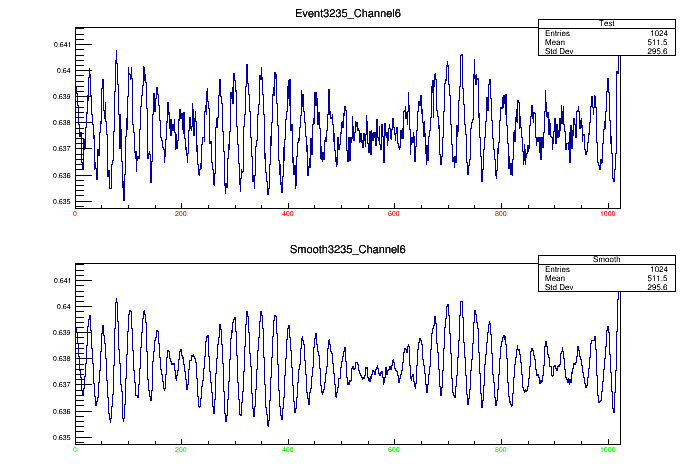 Event3235_Channel6
Test
Entries 1024
Mean 511.5
Std Dev 295.6
0.641
0.64
0.639
0.638
0.637
0.636
0.635
0 200 400 600 800 1000
Smooth3235_Channel6
Smooth
Entries 1024
Mean 511.5
Std Dev 295.6
0.641
0.64
0.639
0.638
0.637
0.636
0.635
0 200 400 600 800 1000